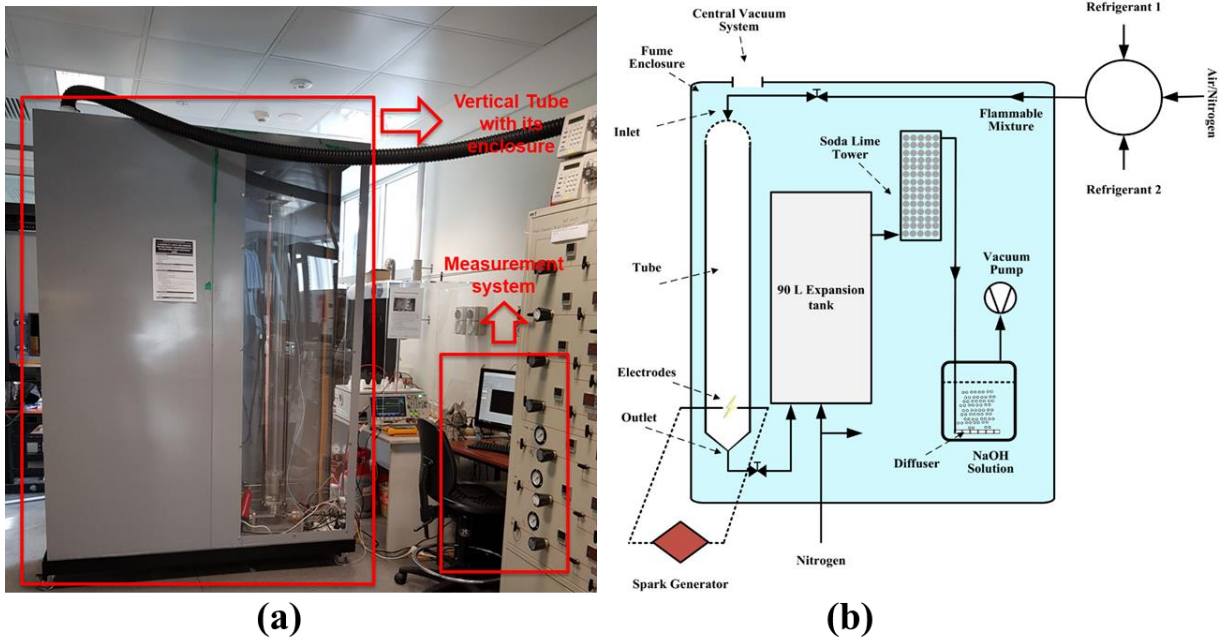 Vertical Tube
with its
enclosure
Measurement
system
(a)
Central Vacuum
System
Fume
Enclosure
Inlet
Refrigerant 1
Air/Nitrogen
Flammable
Mixture
Refrigerant 2
Soda Lime
Tower
Tube
90 L Expansion
tank
Vacuum
Pump
Electrodes
Outlet
Diffuser
NaOH
Solution
Nitrogen
Spark Generator
(b)